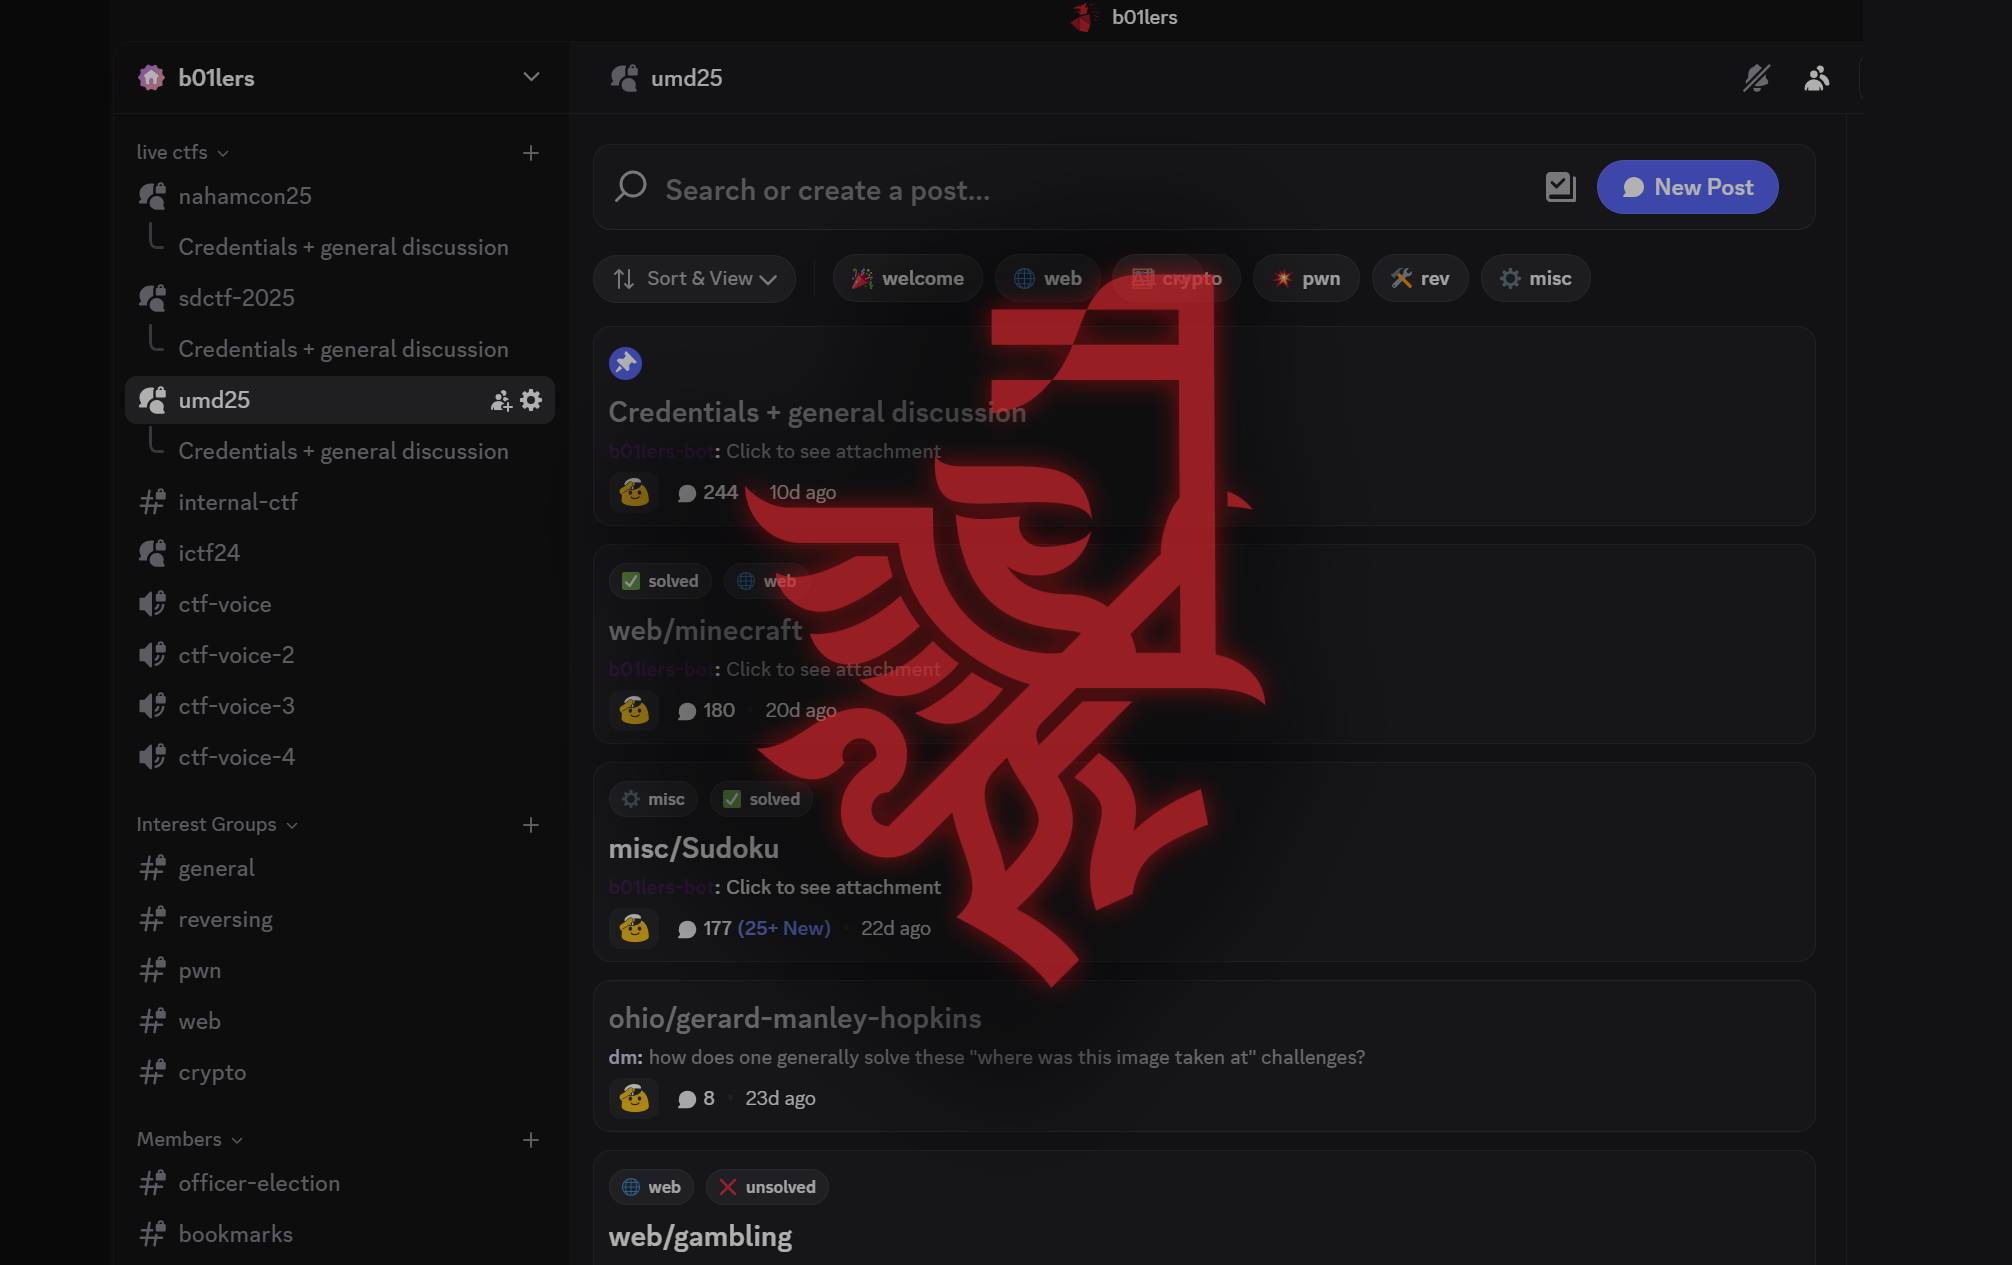 b01lers
b01lers
umd25
live ctfs
nahamcon25
Credentials + general discussion
sdctf-2025
Credentials + general discussion
umd25
Credentials + general discussion
internal-ctf
ictf24
ctf-voice
ctf-voice-2
ctf-voice-3
ctf-voice-4
Interest Groups
general
reversing
pwn
web
crypto
Members
officer-election
bookmarks
Search or create a post...
New Post
Sort & View
welcome
web
crypto
pwn
rev
misc
Credentials + general discussion
b01lers-bot: Click to see attachment
244 10d ago
solved web
web/minecraft
b01lers-bot: Click to see attachment
180 · 20d ago
misc solved
misc/Sudoku
b01lers-bot: Click to see attachment
177 (25+ New) · 22d ago
ohio/gerard-manley-hopkins
dm: how does one generally solve these "where was this image taken at" challenges?
8 · 23d ago
web unsolved
web/gambling